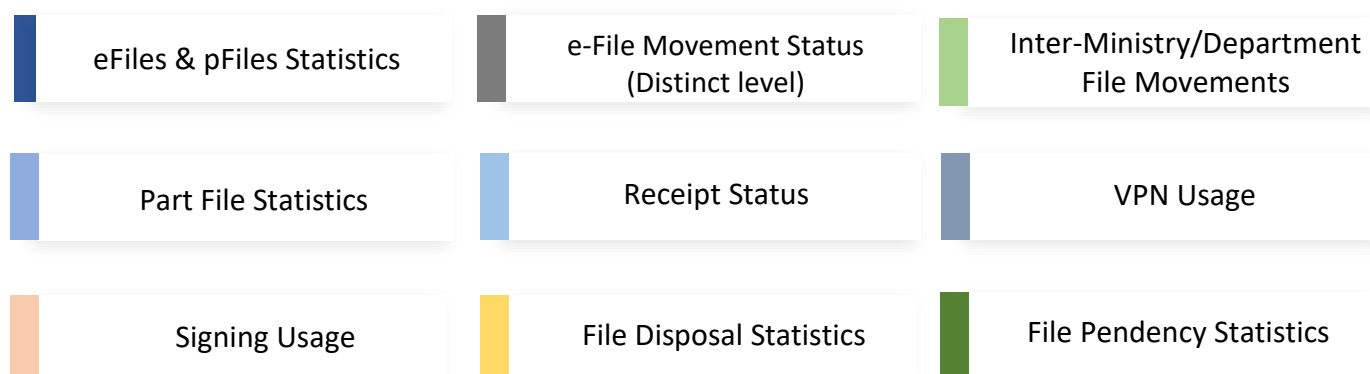 eFiles & pFiles Statistics
e-File Movement Status
(Distinct level)
Inter-Ministry/Department
File Movements
Part File Statistics
Receipt Status
VPN Usage
Signing Usage
File Disposal Statistics
File Pendency Statistics